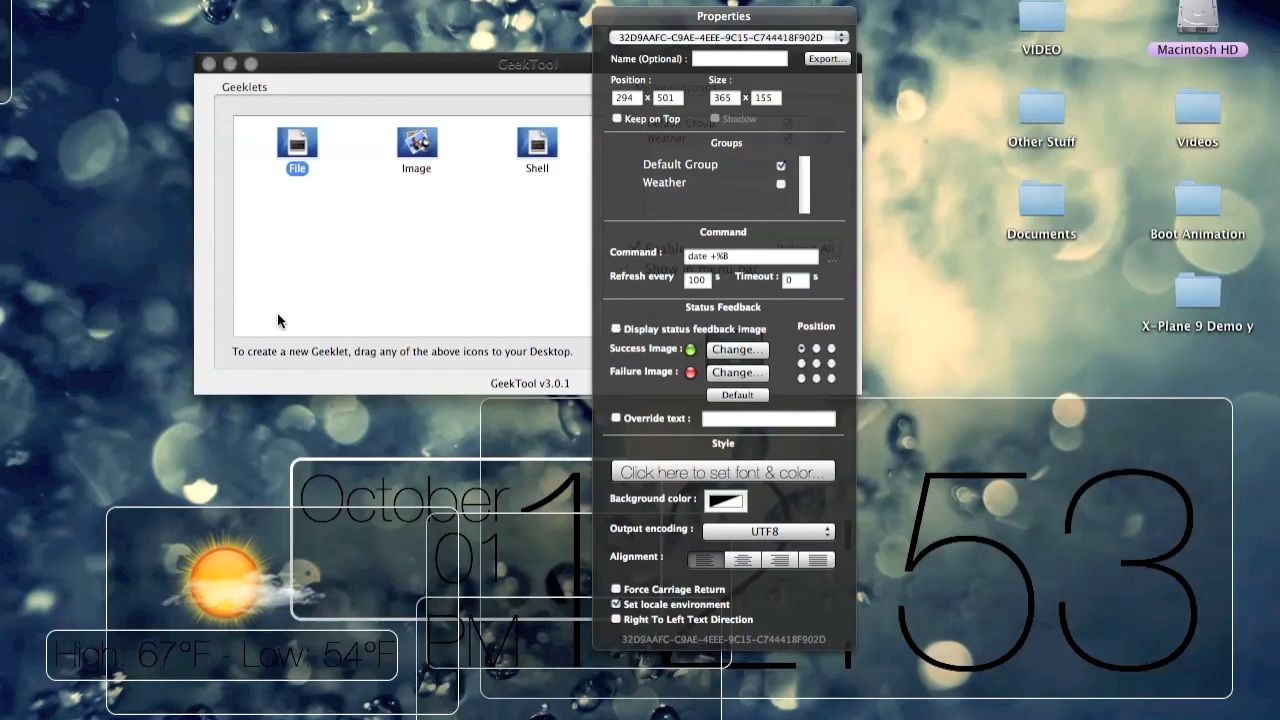 Properties
32D9AAFC-C9AE-4EEE-9C15-C744418F902D
Name (Optional) :
Export...
Position :
Size :
294 x 501
365 x 155
Keep on Top
Shadow
Groups
Default Group
Weather
Command
Command :
date +%B
...
Refresh every 100 s
Timeout : 0 s
Status Feedback
Display status feedback image
Position
Success Image :
Change...
Failure Image :
Change...
Default
Override text :
Style
Click here to set font & color...
Background color :
Output encoding :
UTF8
Alignment :
Force Carriage Return
Set locale environment
Right To Left Text Direction
32D9AAFC-C9AE-4EEE-9C15-C744418F902D
GeekTool
Geeklets
File
Image
Shell
To create a new Geeklet, drag any of the above icons to your Desktop.
GeekTool v3.0.1
VIDEO
Macintosh HD
Other Stuff
Videos
Documents
Boot Animation
X-Plane 9 Demo y
October
01
PM
53
High: 67°F - Low: 54°F